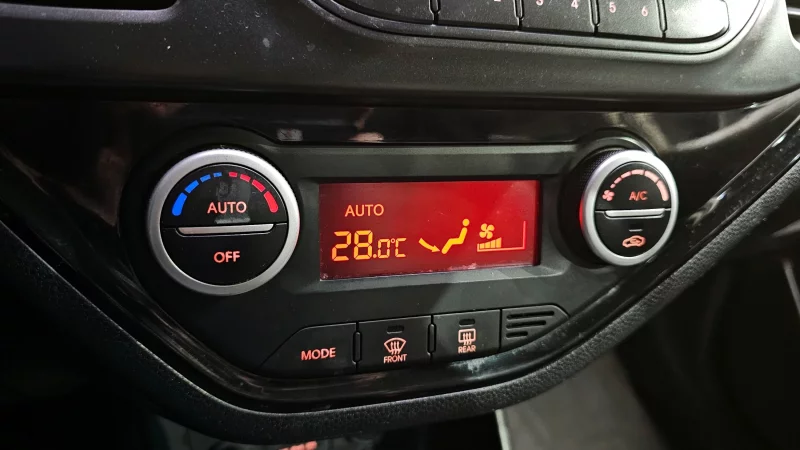 3 4 5 6
AUTO
OFF
AUTO
28.0°C
A/C
MODE
FRONT
REAR